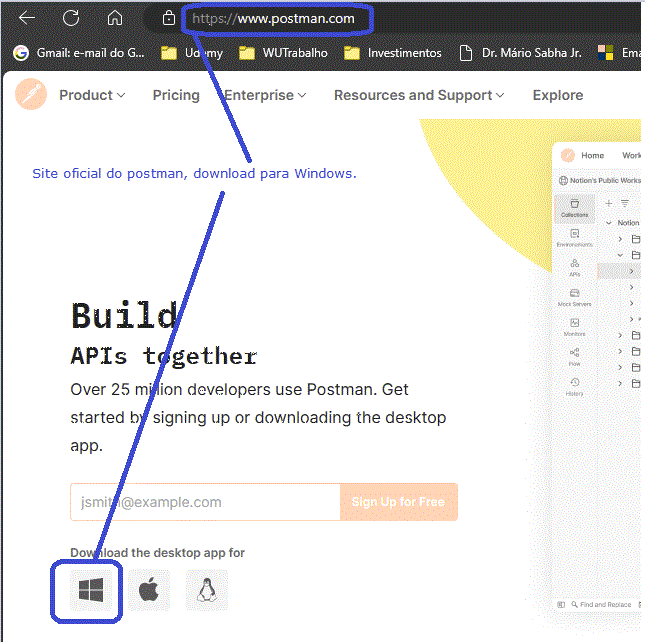 https://www.postman.com
Gmail: e-mail do G... Udemy WUTrabalho Investimentos Dr. Mário Sabha Jr. Ema
Product Pricing Enterprise Resources and Support Explore
Home Work
Notion's Public Works
Site oficial do postman, download para Windows.
Collections
Notion
Environments
APIs
Mock Servers
Monitors
Flow
History
Build
APIs together
Over 25 million developers use Postman. Get
started by signing up or downloading the desktop
app.
jsmith@example.com Sign Up for Free
Download the desktop app for
Find and Replace